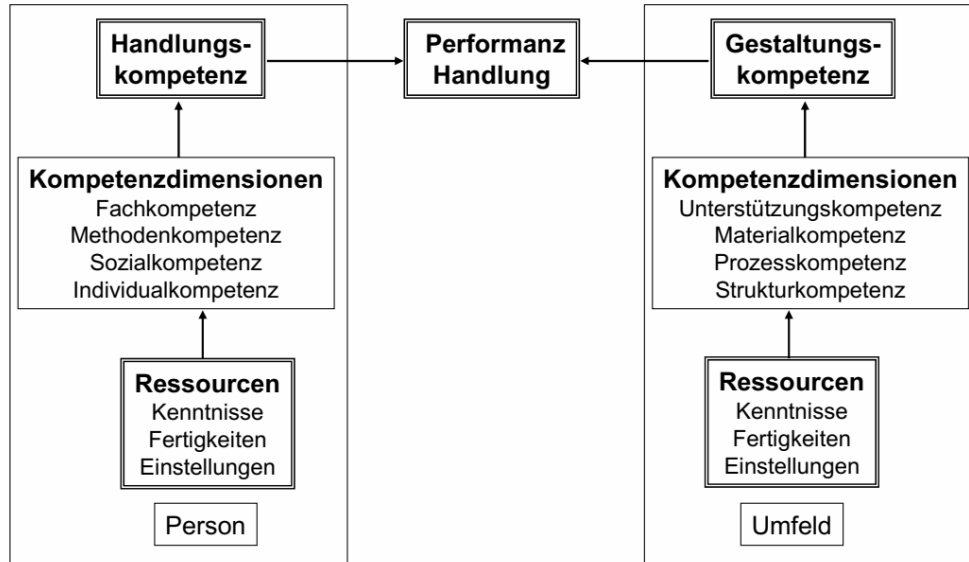 Handlungs-
kompetenz
Performanz
Handlung
Gestaltungs-
kompetenz
Kompetenzdimensionen
Fachkompetenz
Methodenkompetenz
Sozialkompetenz
Individualkompetenz
Kompetenzdimensionen
Unterstützungskompetenz
Materialkompetenz
Prozesskompetenz
Strukturkompetenz
Ressourcen
Kenntnisse
Fertigkeiten
Einstellungen
Ressourcen
Kenntnisse
Fertigkeiten
Einstellungen
Person
Umfeld